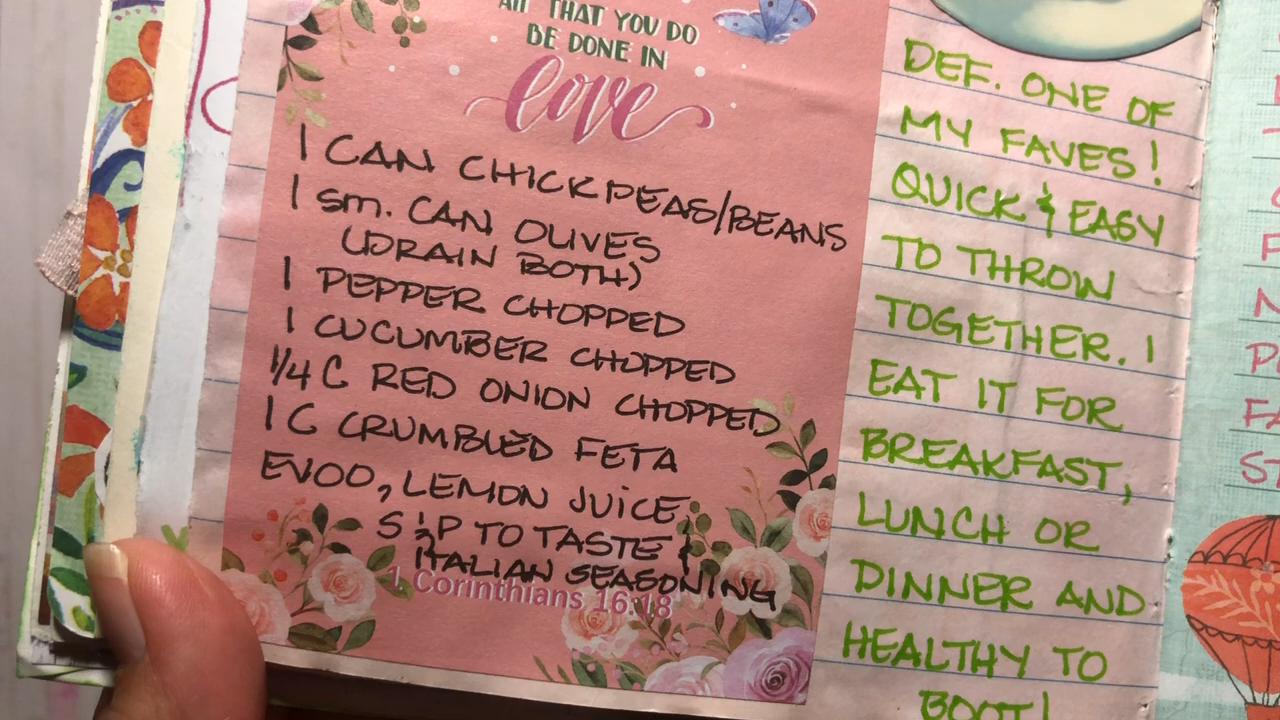 ALL THAT YOU DO
BE DONE IN
love
1 CAN CHICKPEAS/BEANS
1 sm. CAN OLIVES
(DRAIN BOTH)
1 PEPPER CHOPPED
1 CUCUMBER CHOPPED
1/4 C RED ONION CHOPPED
1 C CRUMBLED FETA
EVOO, LEMON JUICE,
S & P TO TASTE &
ITALIAN SEASONING
1 Corinthians 16:18
DEF. ONE OF
MY FAVES!
QUICK & EASY
TO THROW
TOGETHER. I
EAT IT FOR
BREAKFAST,
LUNCH OR
DINNER AND
HEALTHY TO
BOOT!